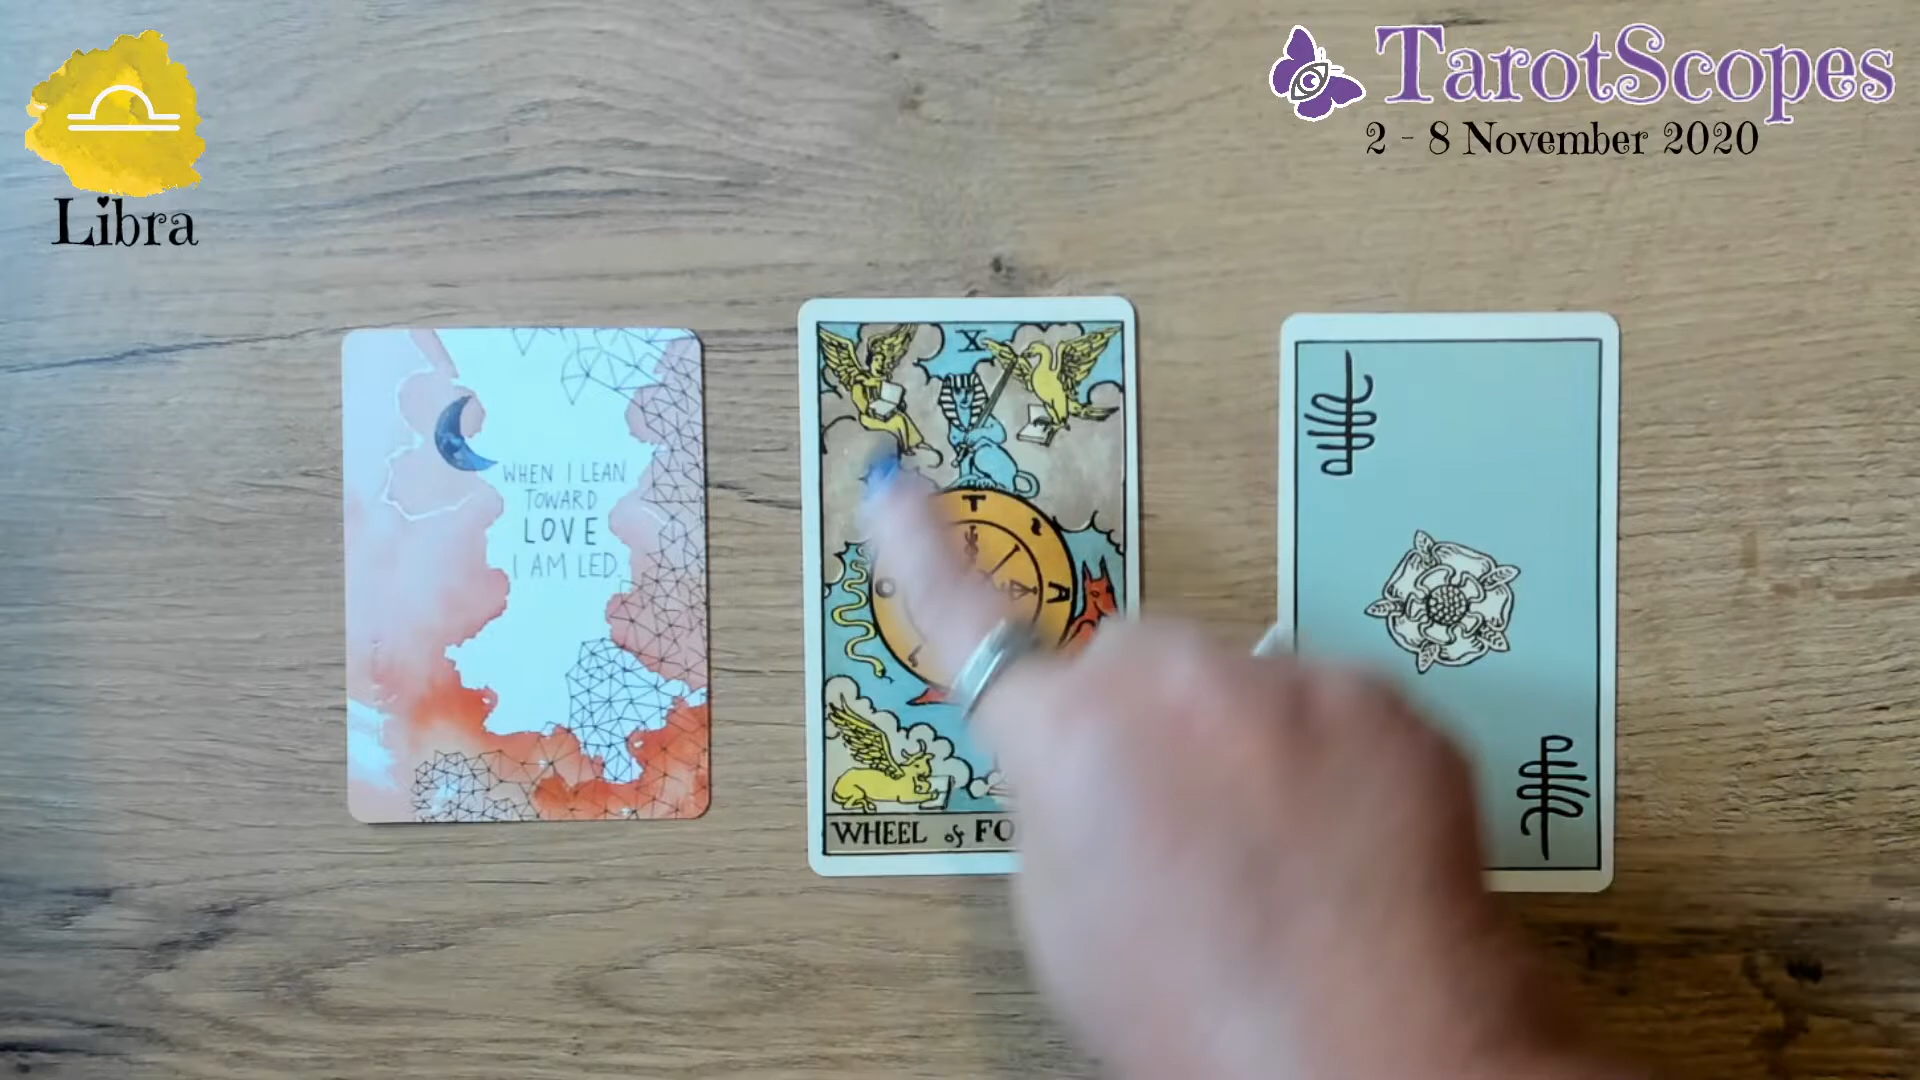 Libra
TarotScopes
2 - 8 November 2020
WHEN I LEAN
TOWARD
LOVE
I AM LED.
X
T
A
O
WHEEL of FO